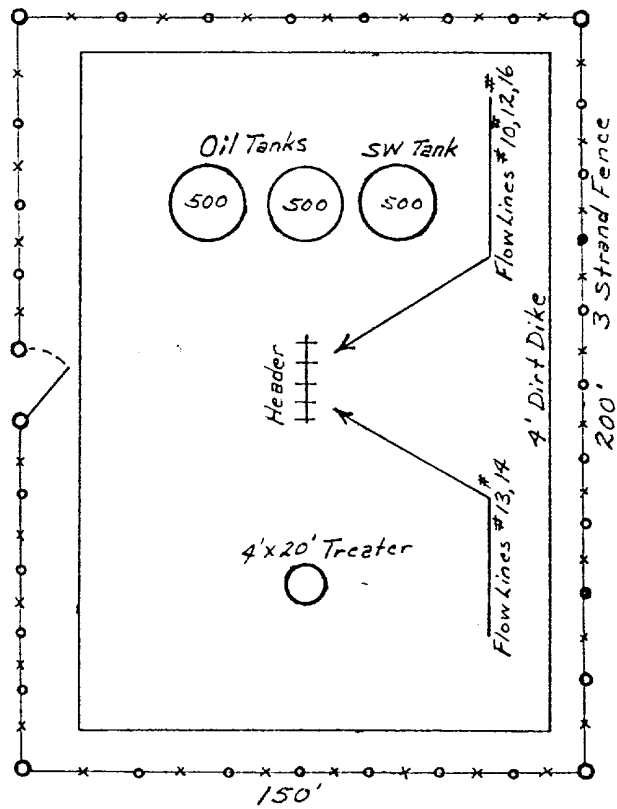 Oil Tanks
SW Tank
500
500
500
Flow Lines #10, #12, #16
3 Strand Fence
200'
4' Dirt Dike
Header
Flow Lines #13, #14
4'x20' Treater
150'